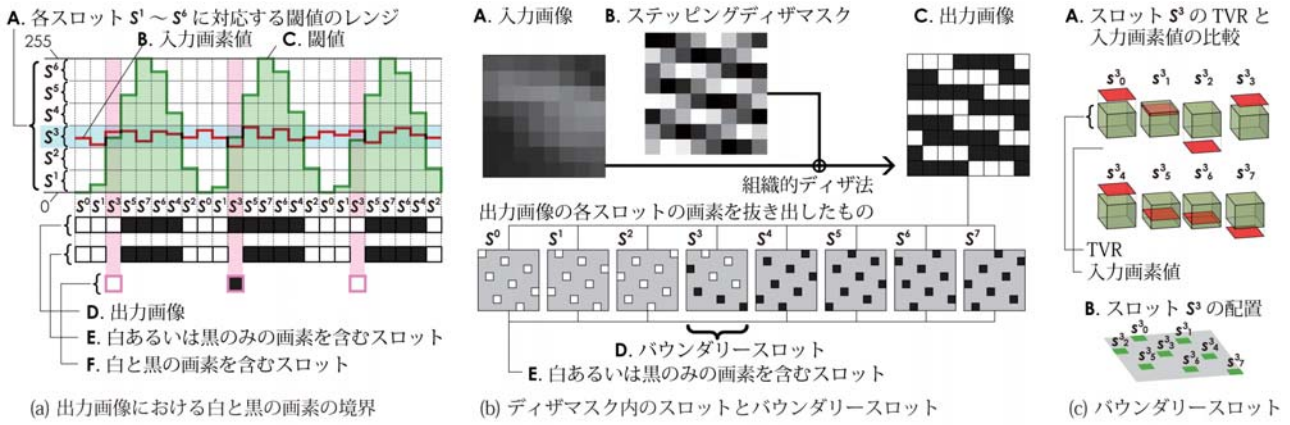 A. 各スロット S¹ ～ S⁶ に対応する閾値のレンジ
255
B. 入力画素値
C. 閾値
S⁶
S⁵
S⁴
S³
S²
S¹
0
S⁰ S¹ S³ S⁵ S⁷ S⁶ S⁴ S² S⁰ S¹ S³ S⁵ S⁷ S⁶ S⁴ S² S⁰ S¹ S³ S⁵ S⁷ S⁶ S⁴ S²
D. 出力画像
E. 白あるいは黒のみの画素を含むスロット
F. 白と黒の画素を含むスロット
(a) 出力画像における白と黒の画素の境界
A. 入力画像
B. ステッピングディザマスク
C. 出力画像
組織的ディザ法
出力画像の各スロットの画素を抜き出したもの
S⁰ S¹ S² S³ S⁴ S⁵ S⁶ S⁷
D. バウンダリースロット
E. 白あるいは黒のみの画素を含むスロット
(b) ディザマスク内のスロットとバウンダリースロット
A. スロット S³ の TVR と
入力画素値の比較
s³₀ s³₁ s³₂ s³₃
s³₄ s³₅ s³₆ s³₇
TVR
入力画素値
B. スロット S³ の配置
s³₀ s³₁
s³₂ s³₃ s³₄
s³₅ s³₆ s³₇
(c) バウンダリースロット